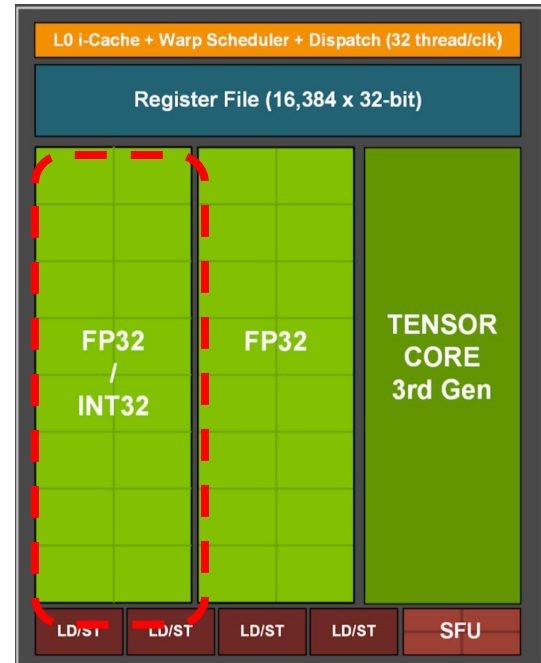 L0 i-Cache + Warp Scheduler + Dispatch (32 thread/clk)
Register File (16,384 x 32-bit)
FP32
/
INT32
FP32
TENSOR
CORE
3rd Gen
LD/ST
LD/ST
LD/ST
LD/ST
SFU